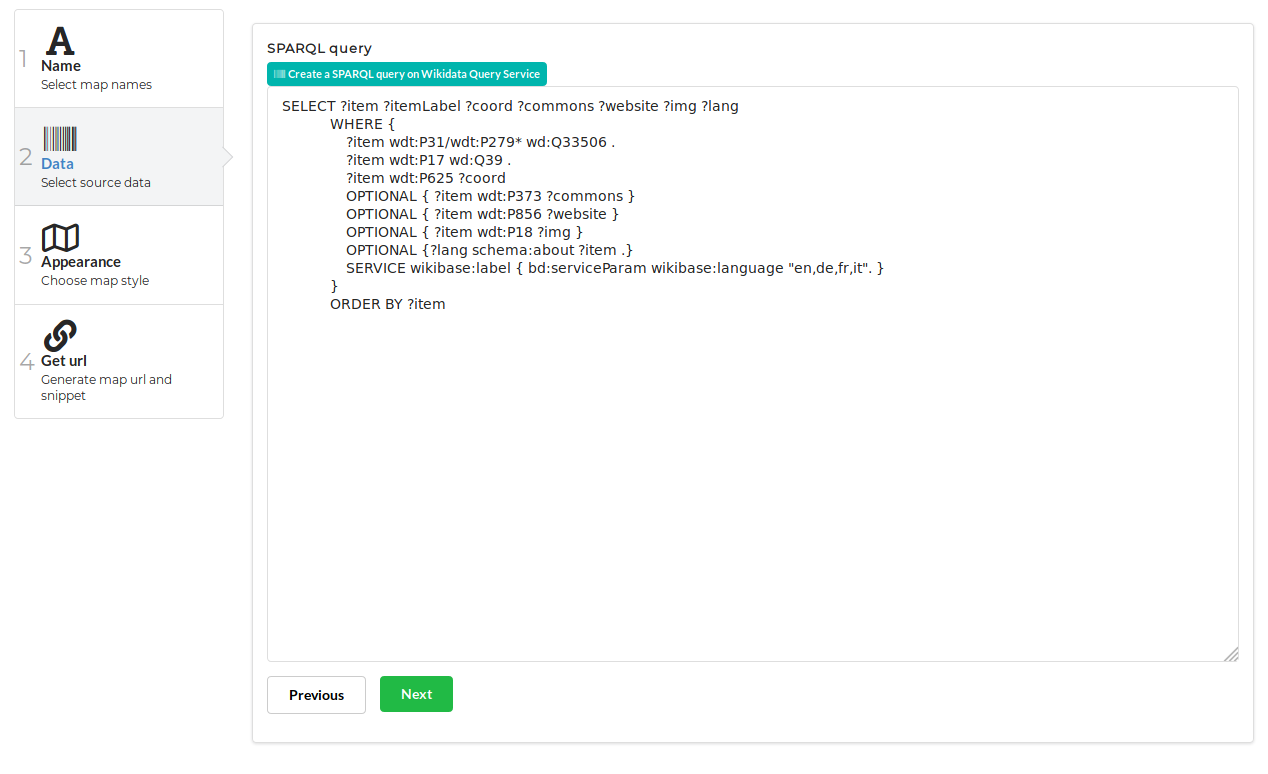 1
Name
Select map names
2
Data
Select source data
3
Appearance
Choose map style
4
Get url
Generate map url and
snippet
SPARQL query
Create a SPARQL query on Wikidata Query Service
SELECT ?item ?itemLabel ?coord ?commons ?website ?img ?lang
WHERE {
?item wdt:P31/wdt:P279* wd:Q33506 .
?item wdt:P17 wd:Q39 .
?item wdt:P625 ?coord
OPTIONAL { ?item wdt:P373 ?commons }
OPTIONAL { ?item wdt:P856 ?website }
OPTIONAL { ?item wdt:P18 ?img }
OPTIONAL {?lang schema:about ?item .}
SERVICE wikibase:label { bd:serviceParam wikibase:language "en,de,fr,it". }
}
ORDER BY ?item
Previous
Next